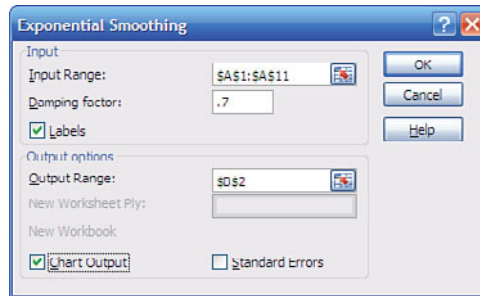 Exponential Smoothing
Input
Input Range:
$A$1:$A$11
Damping factor:
.7
Labels
Output options
Output Range:
$D$2
New Worksheet Ply:
New Workbook
Chart Output
Standard Errors
OK
Cancel
Help